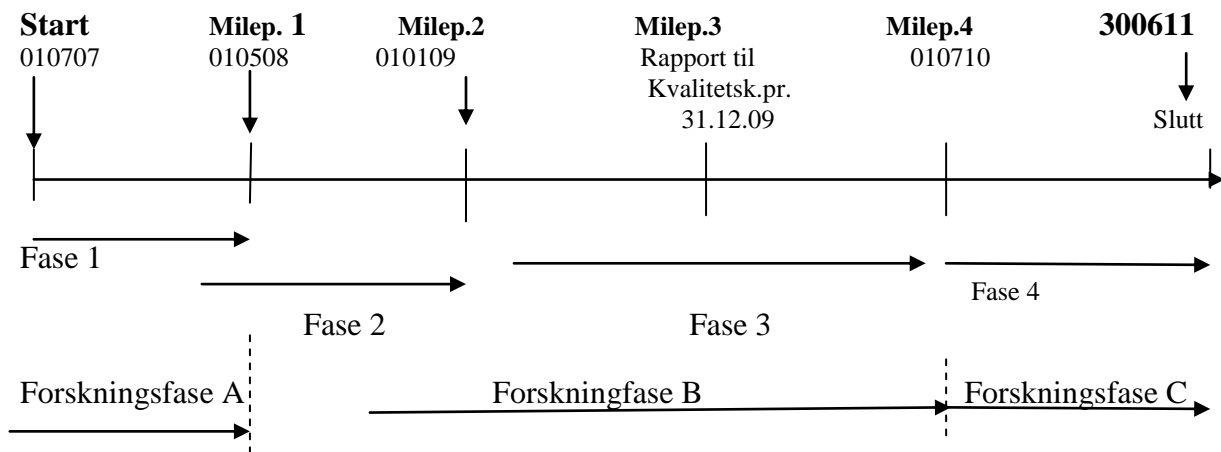 Start Milep. 1 Milep.2 Milep.3 Milep.4 300611
010707 010508 010109 Rapport til 010710
Kvalitetsk.pr.
31.12.09 Slutt
Fase 1
Fase 4
Fase 2 Fase 3
Forskningsfase A Forskningfase B Forskningsfase C